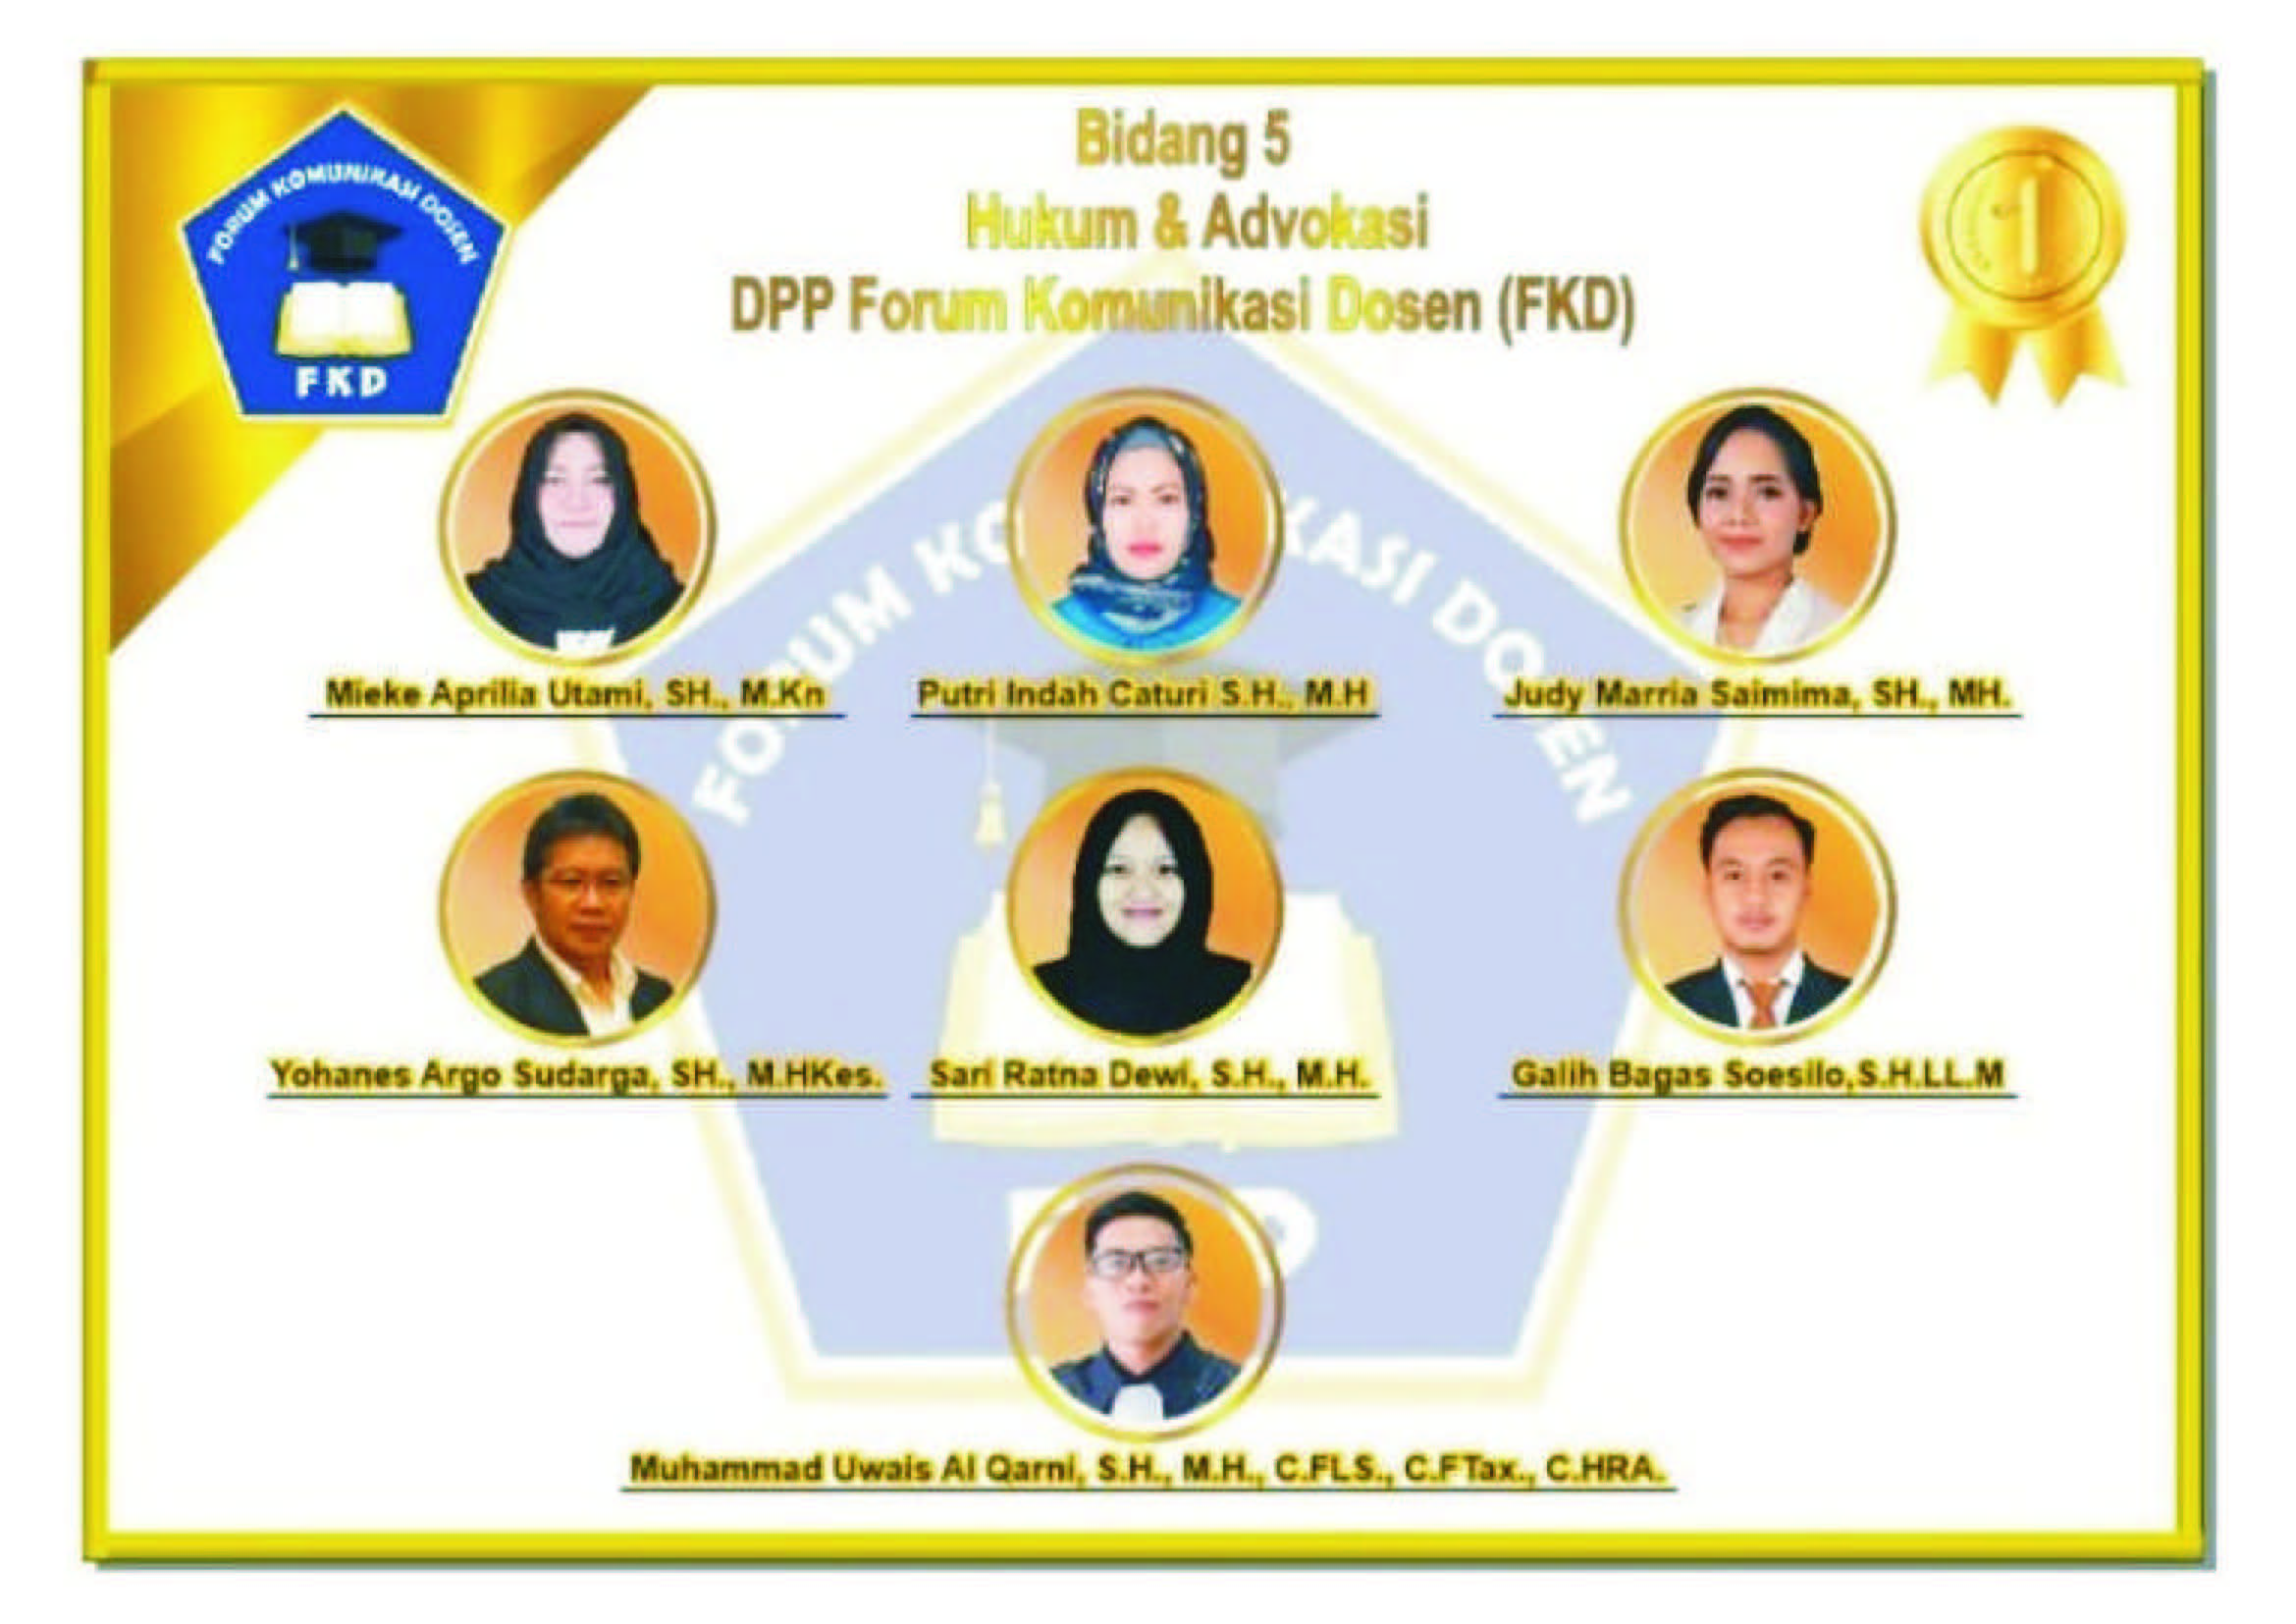 FORUM KOMUNIKASI DOSEN
FKD
Bidang 5
Hukum & Advokasi
DPP Forum Komunikasi Dosen (FKD)
1
Mieke Aprilia Utami, SH., M.Kn
Putri Indah Caturi S.H., M.H
Judy Marria Saimima, SH., MH.
Yohanes Argo Sudarga, SH., M.HKes.
Sari Ratna Dewi, S.H., M.H.
Galih Bagas Soesilo,S.H.LL.M
Muhammad Uwais Al Qarni, S.H., M.H., C.FLS., C.FTax., C.HRA.